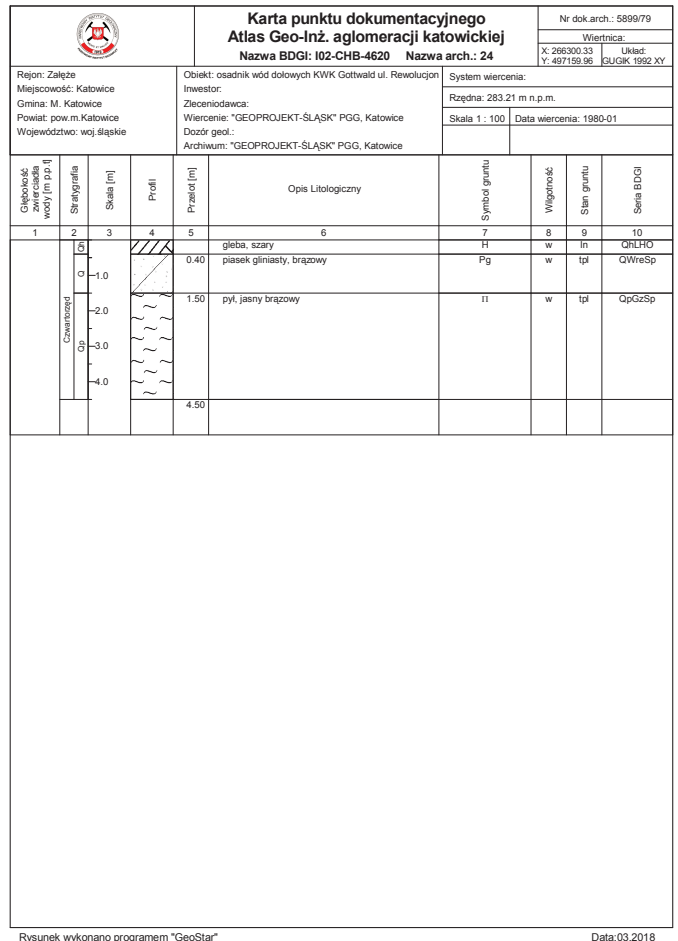 Karta punktu dokumentacyjnego
Atlas Geo-Inż. aglomeracji katowickiej
Nazwa BDGI: I02-CHB-4620 Nazwa arch.: 24
Nr dok.arch.: 5899/79
Wiertnica:
X: 266300.33
Y: 497159.96
Układ:
GUGIK 1992 XY
Rejon: Załęże
Miejscowość: Katowice
Gmina: M. Katowice
Powiat: pow.m.Katowice
Województwo: woj.śląskie
Obiekt: osadnik wód dołowych KWK Gottwald ul. Rewolucjon
Inwestor:
Zleceniodawca:
Wiercenie: "GEOPROJEKT-ŚLĄSK" PGG, Katowice
Dozór geol.:
Archiwum: "GEOPROJEKT-ŚLĄSK" PGG, Katowice
System wiercenia:
Rzędna: 283.21 m n.p.m.
Skala 1 : 100 Data wiercenia: 1980-01
Głębokość zwierciadła wody [m p.p.t] Stratygrafia Skala [m] Profil Przelot [m] Opis Litologiczny Symbol gruntu Wilgotność Stan gruntu Seria BDGI
1 2 3 4 5 6 7 8 9 10
Czwartorzęd
Qh gleba, szary H w ln QhLHO
Q 0.40 piasek gliniasty, brązowy Pg w tpl QWreSp
1.0
Qp 1.50 pył, jasny brązowy Π w tpl QpGzSp
2.0
3.0
4.0
4.50
Rysunek wykonano programem "GeoStar" Data:03.2018